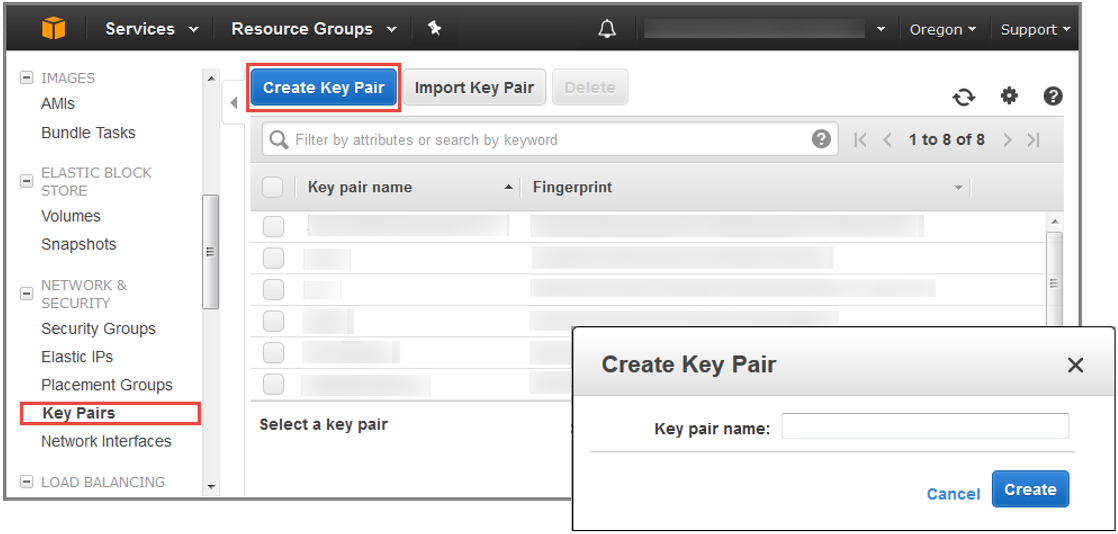 Services Resource Groups Oregon Support
IMAGES
AMIs
Bundle Tasks
ELASTIC BLOCK
STORE
Volumes
Snapshots
NETWORK &
SECURITY
Security Groups
Elastic IPs
Placement Groups
Key Pairs
Network Interfaces
LOAD BALANCING
Create Key Pair Import Key Pair Delete
Filter by attributes or search by keyword 1 to 8 of 8
Key pair name Fingerprint
Select a key pair
Create Key Pair
Key pair name:
Cancel Create